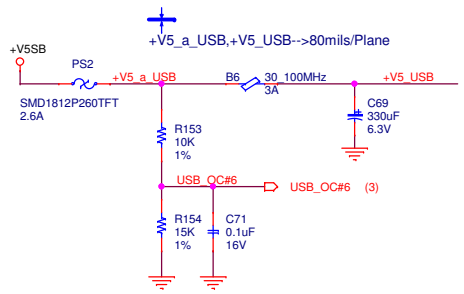 +V5_a_USB,+V5_USB-->80mils/Plane
+V5SB
PS2
+V5_a_USB
B6
30_100MHz
+V5_USB
SMD1812P260TFT
2.6A
3A
C69
330uF
6.3V
R153
10K
1%
USB_OC#6
USB_OC#6 (3)
R154
15K
1%
C71
0.1uF
16V